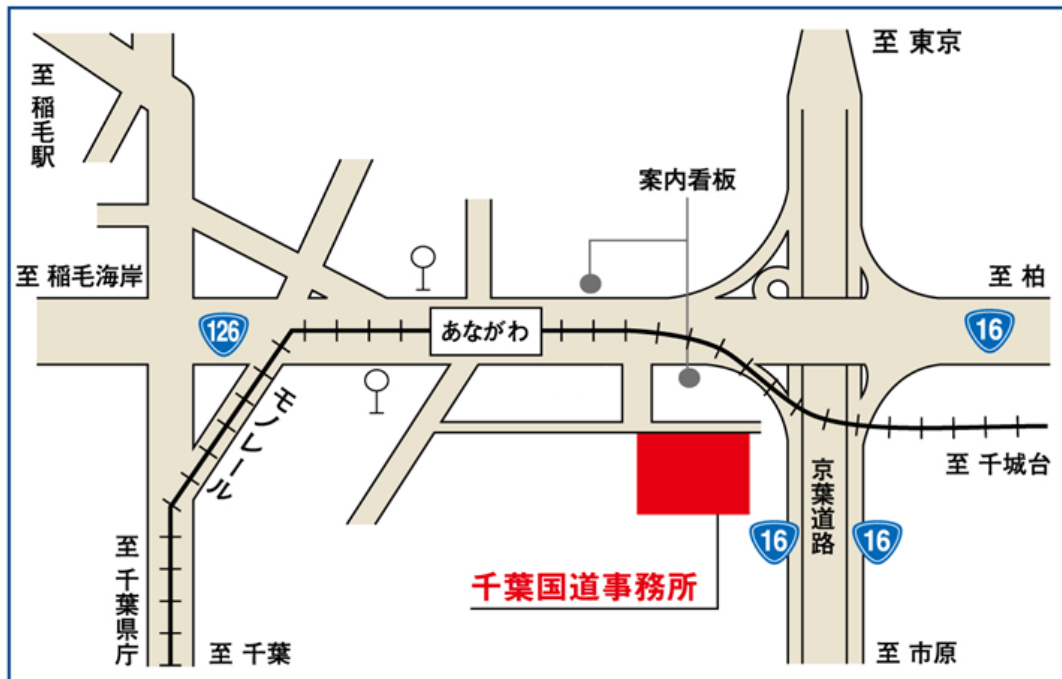 至 稲毛駅
至 東京
案内看板
至 稲毛海岸
至 柏
126
あながわ
16
モノレール
至 千城台
京葉道路
16
16
千葉国道事務所
至 千葉県庁
至 千葉
至 市原